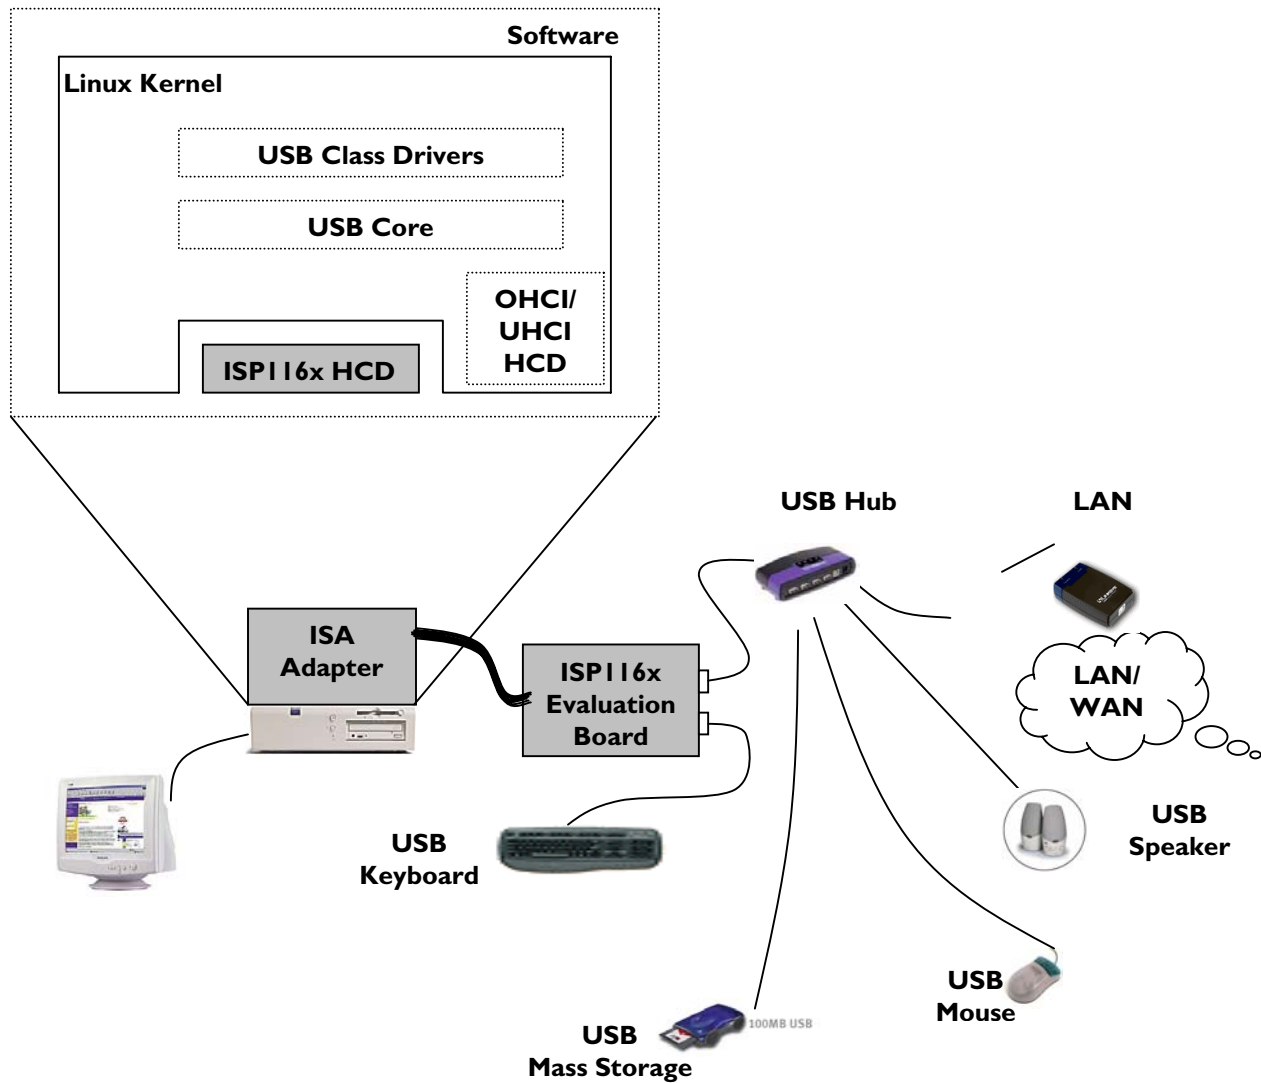 Software
Linux Kernel
USB Class Drivers
USB Core
OHCI/
UHCI
HCD
ISP116x HCD
USB Hub
LAN
ISA
Adapter
ISP116x
Evaluation
Board
LAN/
WAN
USB
Keyboard
USB
Speaker
USB
Mouse
100MB USB
USB
Mass Storage